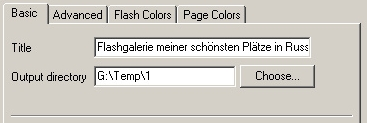 Basic Advanced Flash Colors Page Colors
Title Flashgalerie meiner schönsten Plätze in Russ
Output directory G:\Temp\1 Choose...